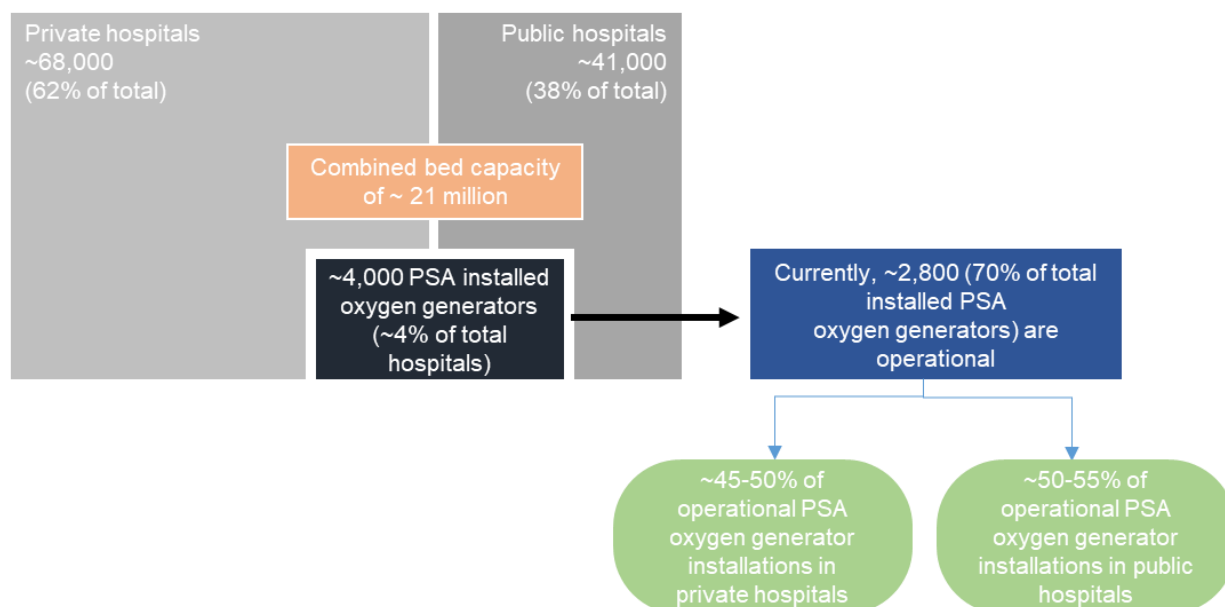 Private hospitals
~68,000
(62% of total)
Public hospitals
~41,000
(38% of total)
Combined bed capacity
of ~ 21 million
~4,000 PSA installed
oxygen generators
(~4% of total
hospitals)
Currently, ~2,800 (70% of total
installed PSA
oxygen generators) are
operational
~45-50% of
operational PSA
oxygen generator
installations in
private hospitals
~50-55% of
operational PSA
oxygen generator
installations in public
hospitals